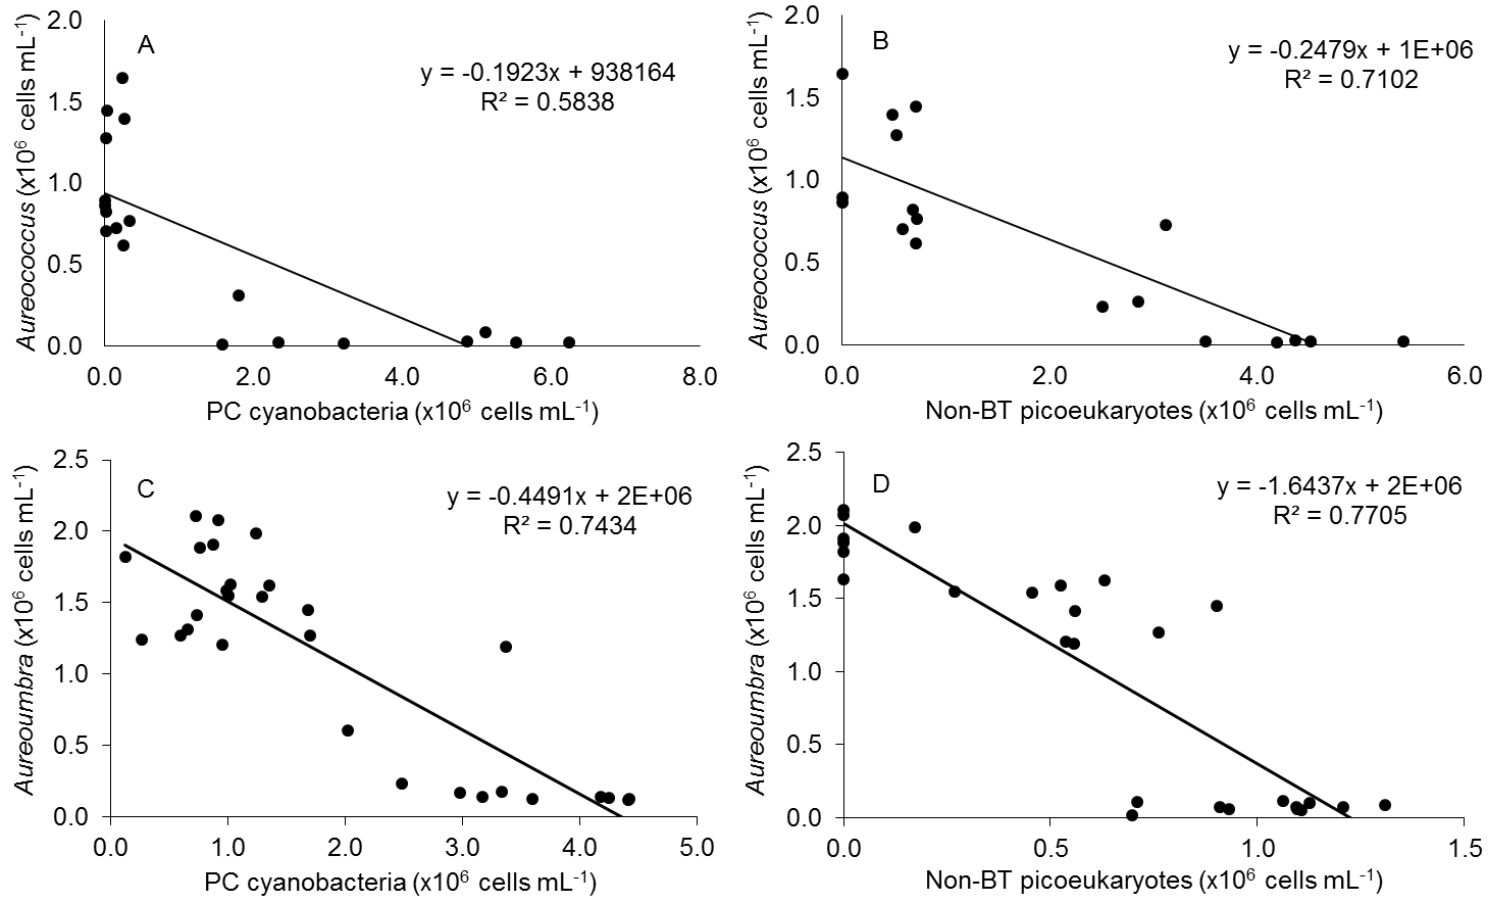 A
y = -0.1923x + 938164
R² = 0.5838
Aureococcus (x10⁶ cells mL⁻¹)
2.0
1.5
1.0
0.5
0.0
0.0 2.0 4.0 6.0 8.0
PC cyanobacteria (x10⁶ cells mL⁻¹)
B
y = -0.2479x + 1E+06
R² = 0.7102
Aureococcus (x10⁶ cells mL⁻¹)
2.0
1.5
1.0
0.5
0.0
0.0 2.0 4.0 6.0
Non-BT picoeukaryotes (x10⁶ cells mL⁻¹)
C
y = -0.4491x + 2E+06
R² = 0.7434
Aureoumbra (x10⁶ cells mL⁻¹)
2.5
2.0
1.5
1.0
0.5
0.0
0.0 1.0 2.0 3.0 4.0 5.0
PC cyanobacteria (x10⁶ cells mL⁻¹)
D
y = -1.6437x + 2E+06
R² = 0.7705
Aureoumbra (x10⁶ cells mL⁻¹)
2.5
2.0
1.5
1.0
0.5
0.0
0.0 0.5 1.0 1.5
Non-BT picoeukaryotes (x10⁶ cells mL⁻¹)